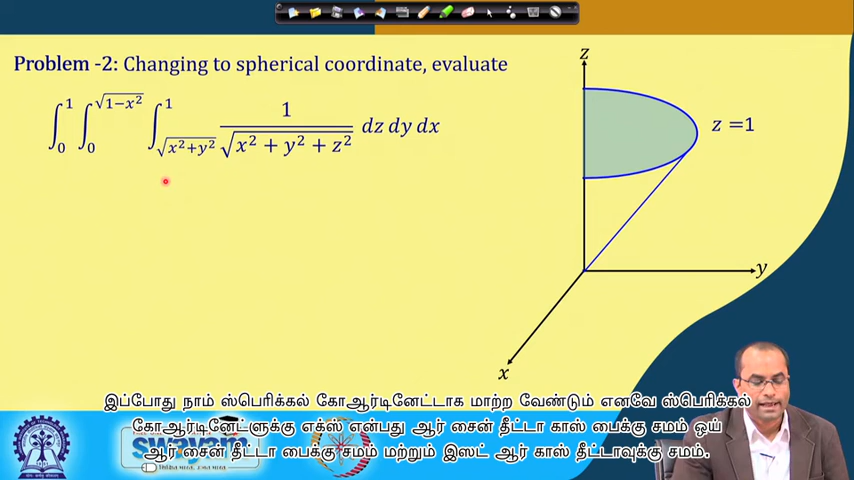 Problem -2: Changing to spherical coordinate, evaluate
∫₀¹ ∫₀^√(1−x²) ∫_√(x²+y²)^1 1/√(x² + y² + z²) dz dy dx
z
z =1
y
x
இப்போது நாம் ஸ்பெரிக்கல் கோஆர்டினேட்டாக மாற்ற வேண்டும் எனவே ஸ்பெரிக்கல்
கோஆர்டினேட்ளுக்கு எக்ஸ் என்பது ஆர் சைன் தீட்டா காஸ் பைக்கு சமம் ஒய்
ஆர் சைன் தீட்டா பைக்கு சமம் மற்றும் இஸட் ஆர் காஸ் தீட்டாவுக்கு சமம்.
swayam